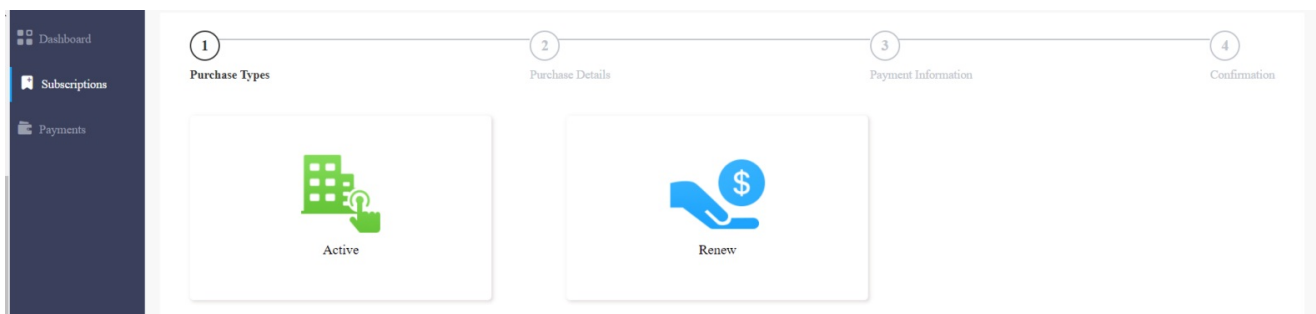 Dashboard
Subscriptions
Payments
1
2
3
4
Purchase Types
Purchase Details
Payment Information
Confirmation
$
Active
Renew